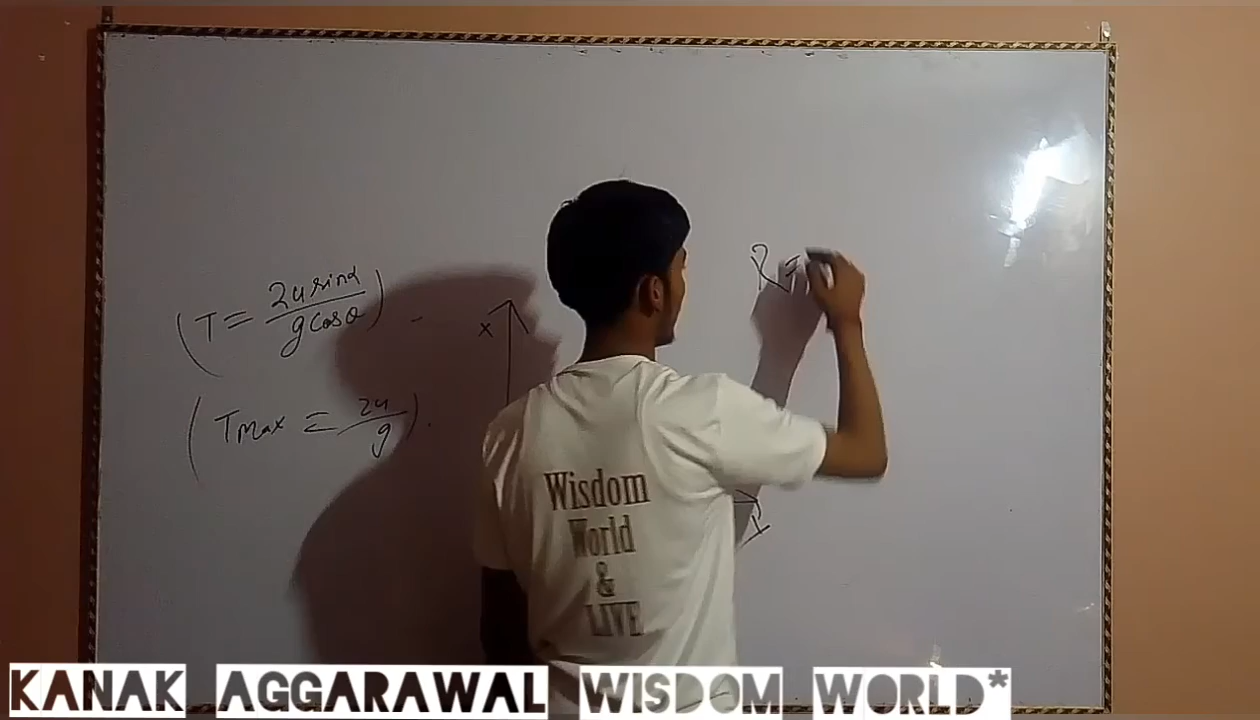 (T = 2u sinα / g cosθ)
(Tmax = 2u / g).
x
R =
Wisdom
World
&
LIVE
KANAK AGGARAWAL WISDOM WORLD*